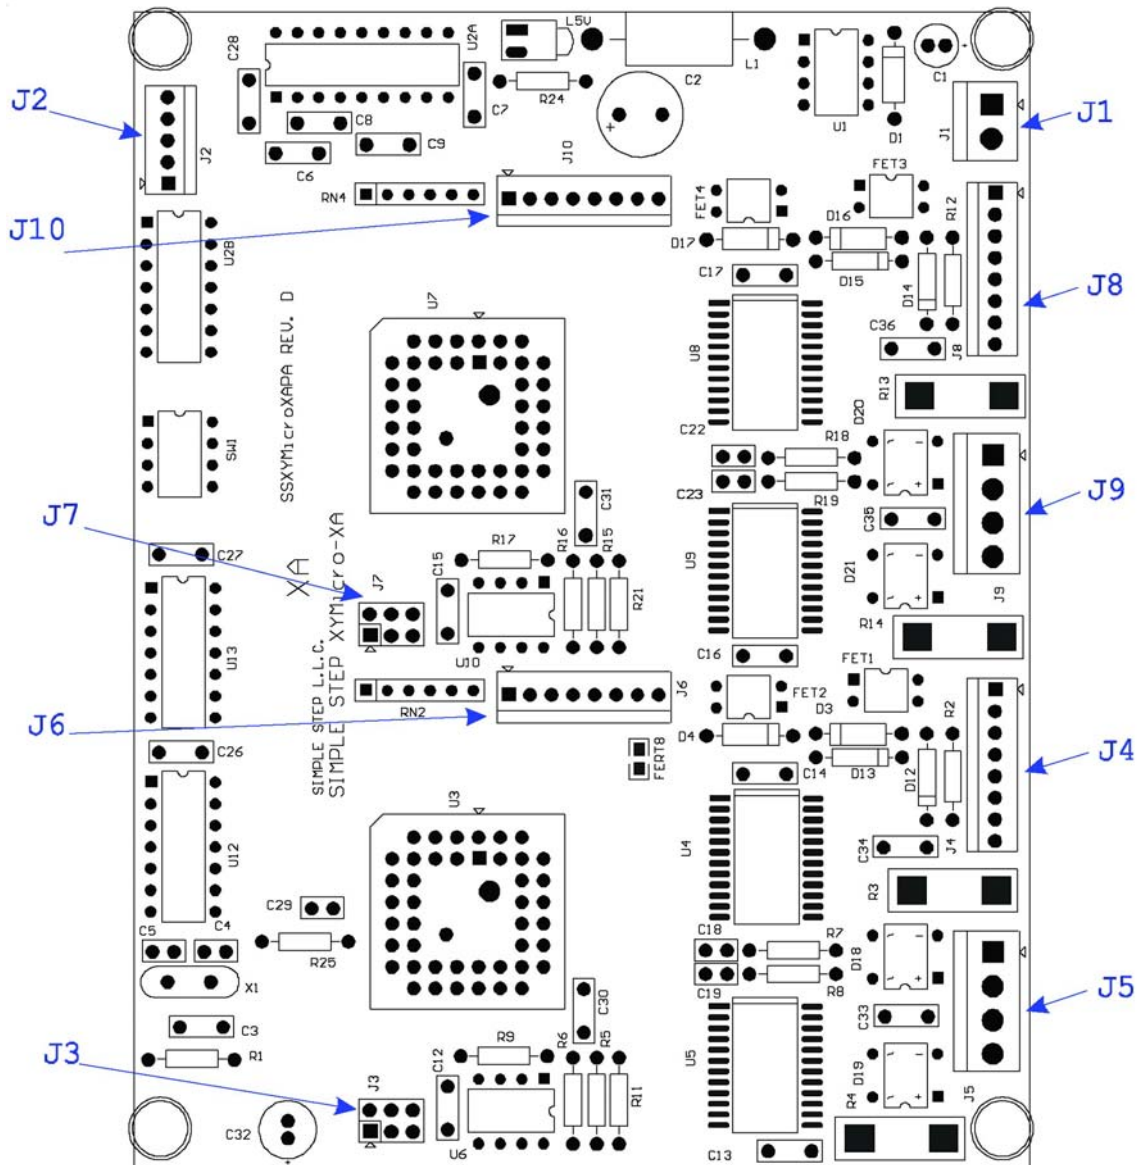 C28
U2A
L5V
L1
C2
R24
C7
C8
C9
C6
U1
D1
C1
J1
J1
J2
J2
J10
J10
RN4
FET4
FET3
R12
D16
D17
D15
D14
C17
U2B
U7
U8
C36
J8
J8
R13
D20
C22
R18
C23
R19
SSXYMicroXAPA REV. D
SW1
C31
C35
J9
J9
J7
J7
C27
R17
R16
R15
C15
R21
U9
D21
R14
XA
SIMPLE STEP L.L.C.
SIMPLE STEP XYMicro-XA
U13
U10
C16
FET1
J6
J6
RN2
FET2
D3
R2
D4
FERT8
C26
C14
D13
D12
J4
J4
U12
U3
U4
C34
R3
C29
C5
C4
R25
C18
R7
D18
X1
C19
R8
J5
J5
C3
C30
C33
R1
R9
R6
R5
U5
D19
J3
J3
C12
R11
R4
C32
U6
C13